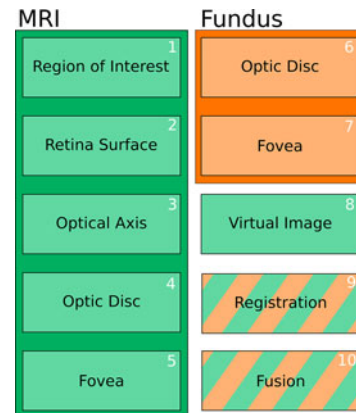 MRI
1
Region of Interest
2
Retina Surface
3
Optical Axis
4
Optic Disc
5
Fovea
Fundus
6
Optic Disc
7
Fovea
8
Virtual Image
9
Registration
10
Fusion